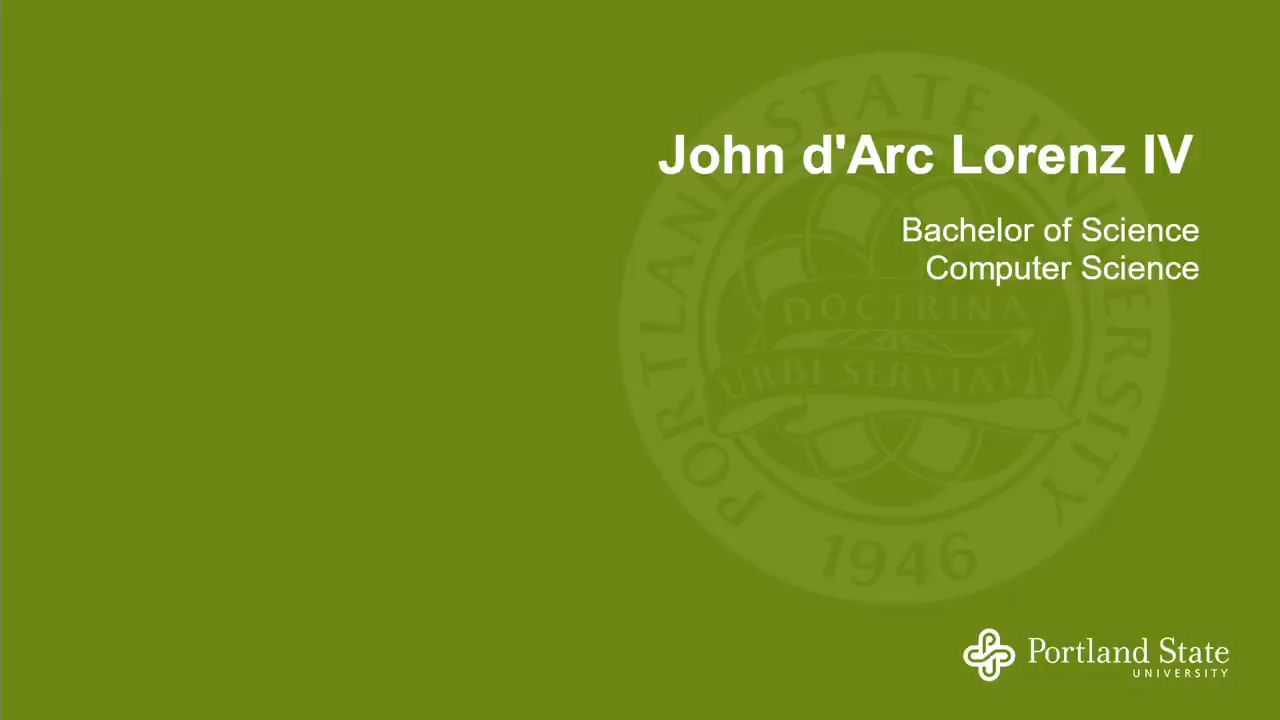 John d'Arc Lorenz IV
Bachelor of Science
Computer Science
PORTLAND STATE UNIVERSITY
DOCTRINA
URBI SERVIAT
1946
Portland State
UNIVERSITY